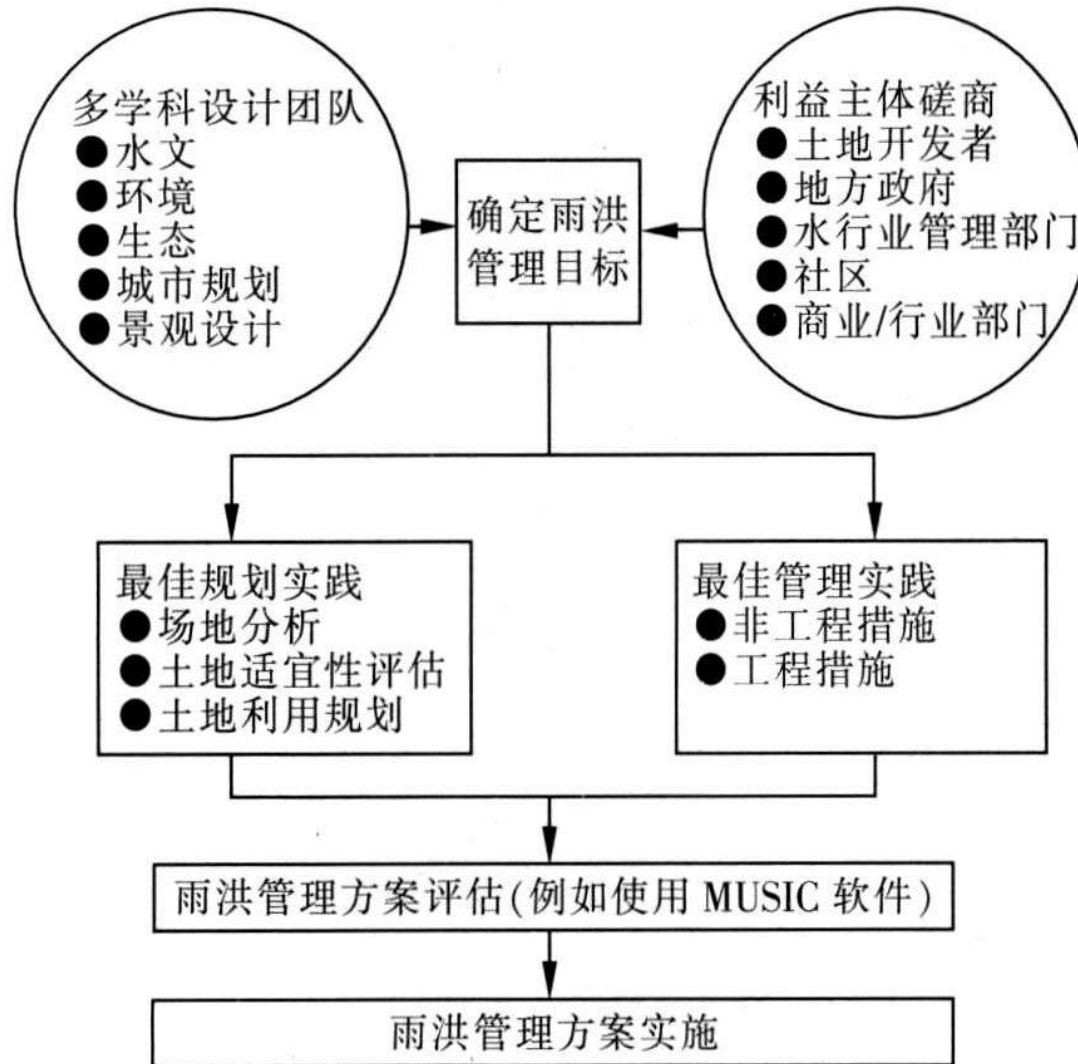 多学科设计团队
●水文
●环境
●生态
●城市规划
●景观设计
利益主体磋商
●土地开发者
●地方政府
●水行业管理部门
●社区
●商业/行业部门
确定雨洪
管理目标
最佳规划实践
●场地分析
●土地适宜性评估
●土地利用规划
最佳管理实践
●非工程措施
●工程措施
雨洪管理方案评估(例如使用 MUSIC 软件)
雨洪管理方案实施